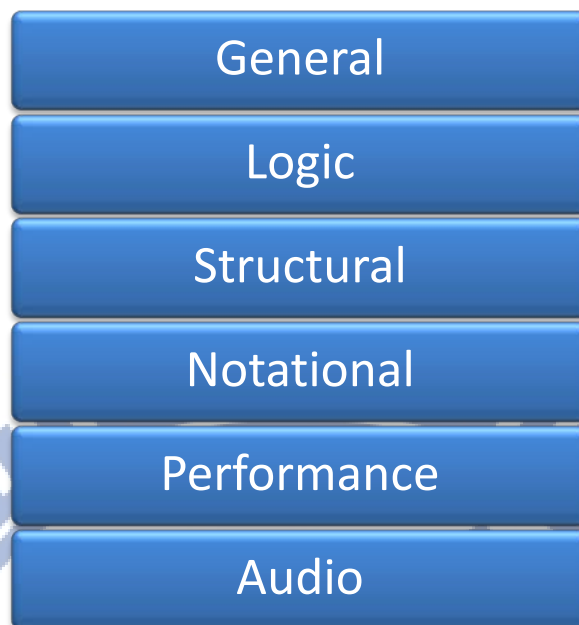 General
Logic
Structural
Notational
Performance
Audio